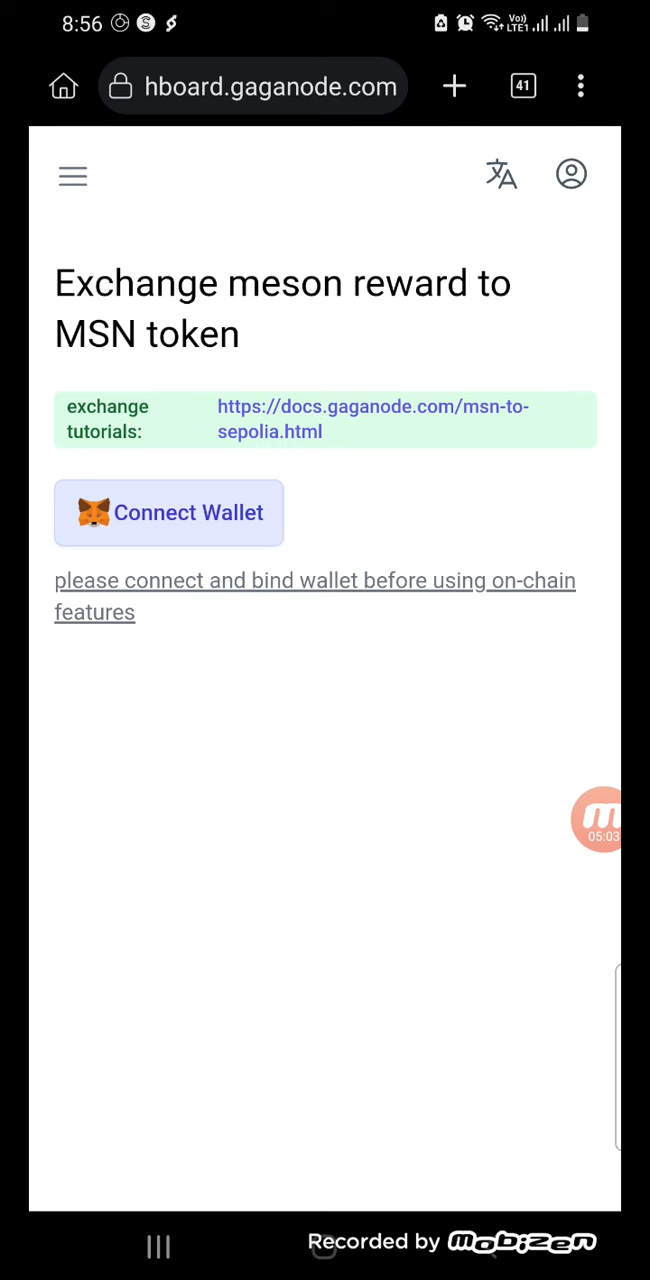 8:56
Vo))
LTE1
hboard.gaganode.com
41
Exchange meson reward to
MSN token
exchange
tutorials:
https://docs.gaganode.com/msn-to-
sepolia.html
Connect Wallet
please connect and bind wallet before using on-chain
features
05:03
Recorded by mobizen